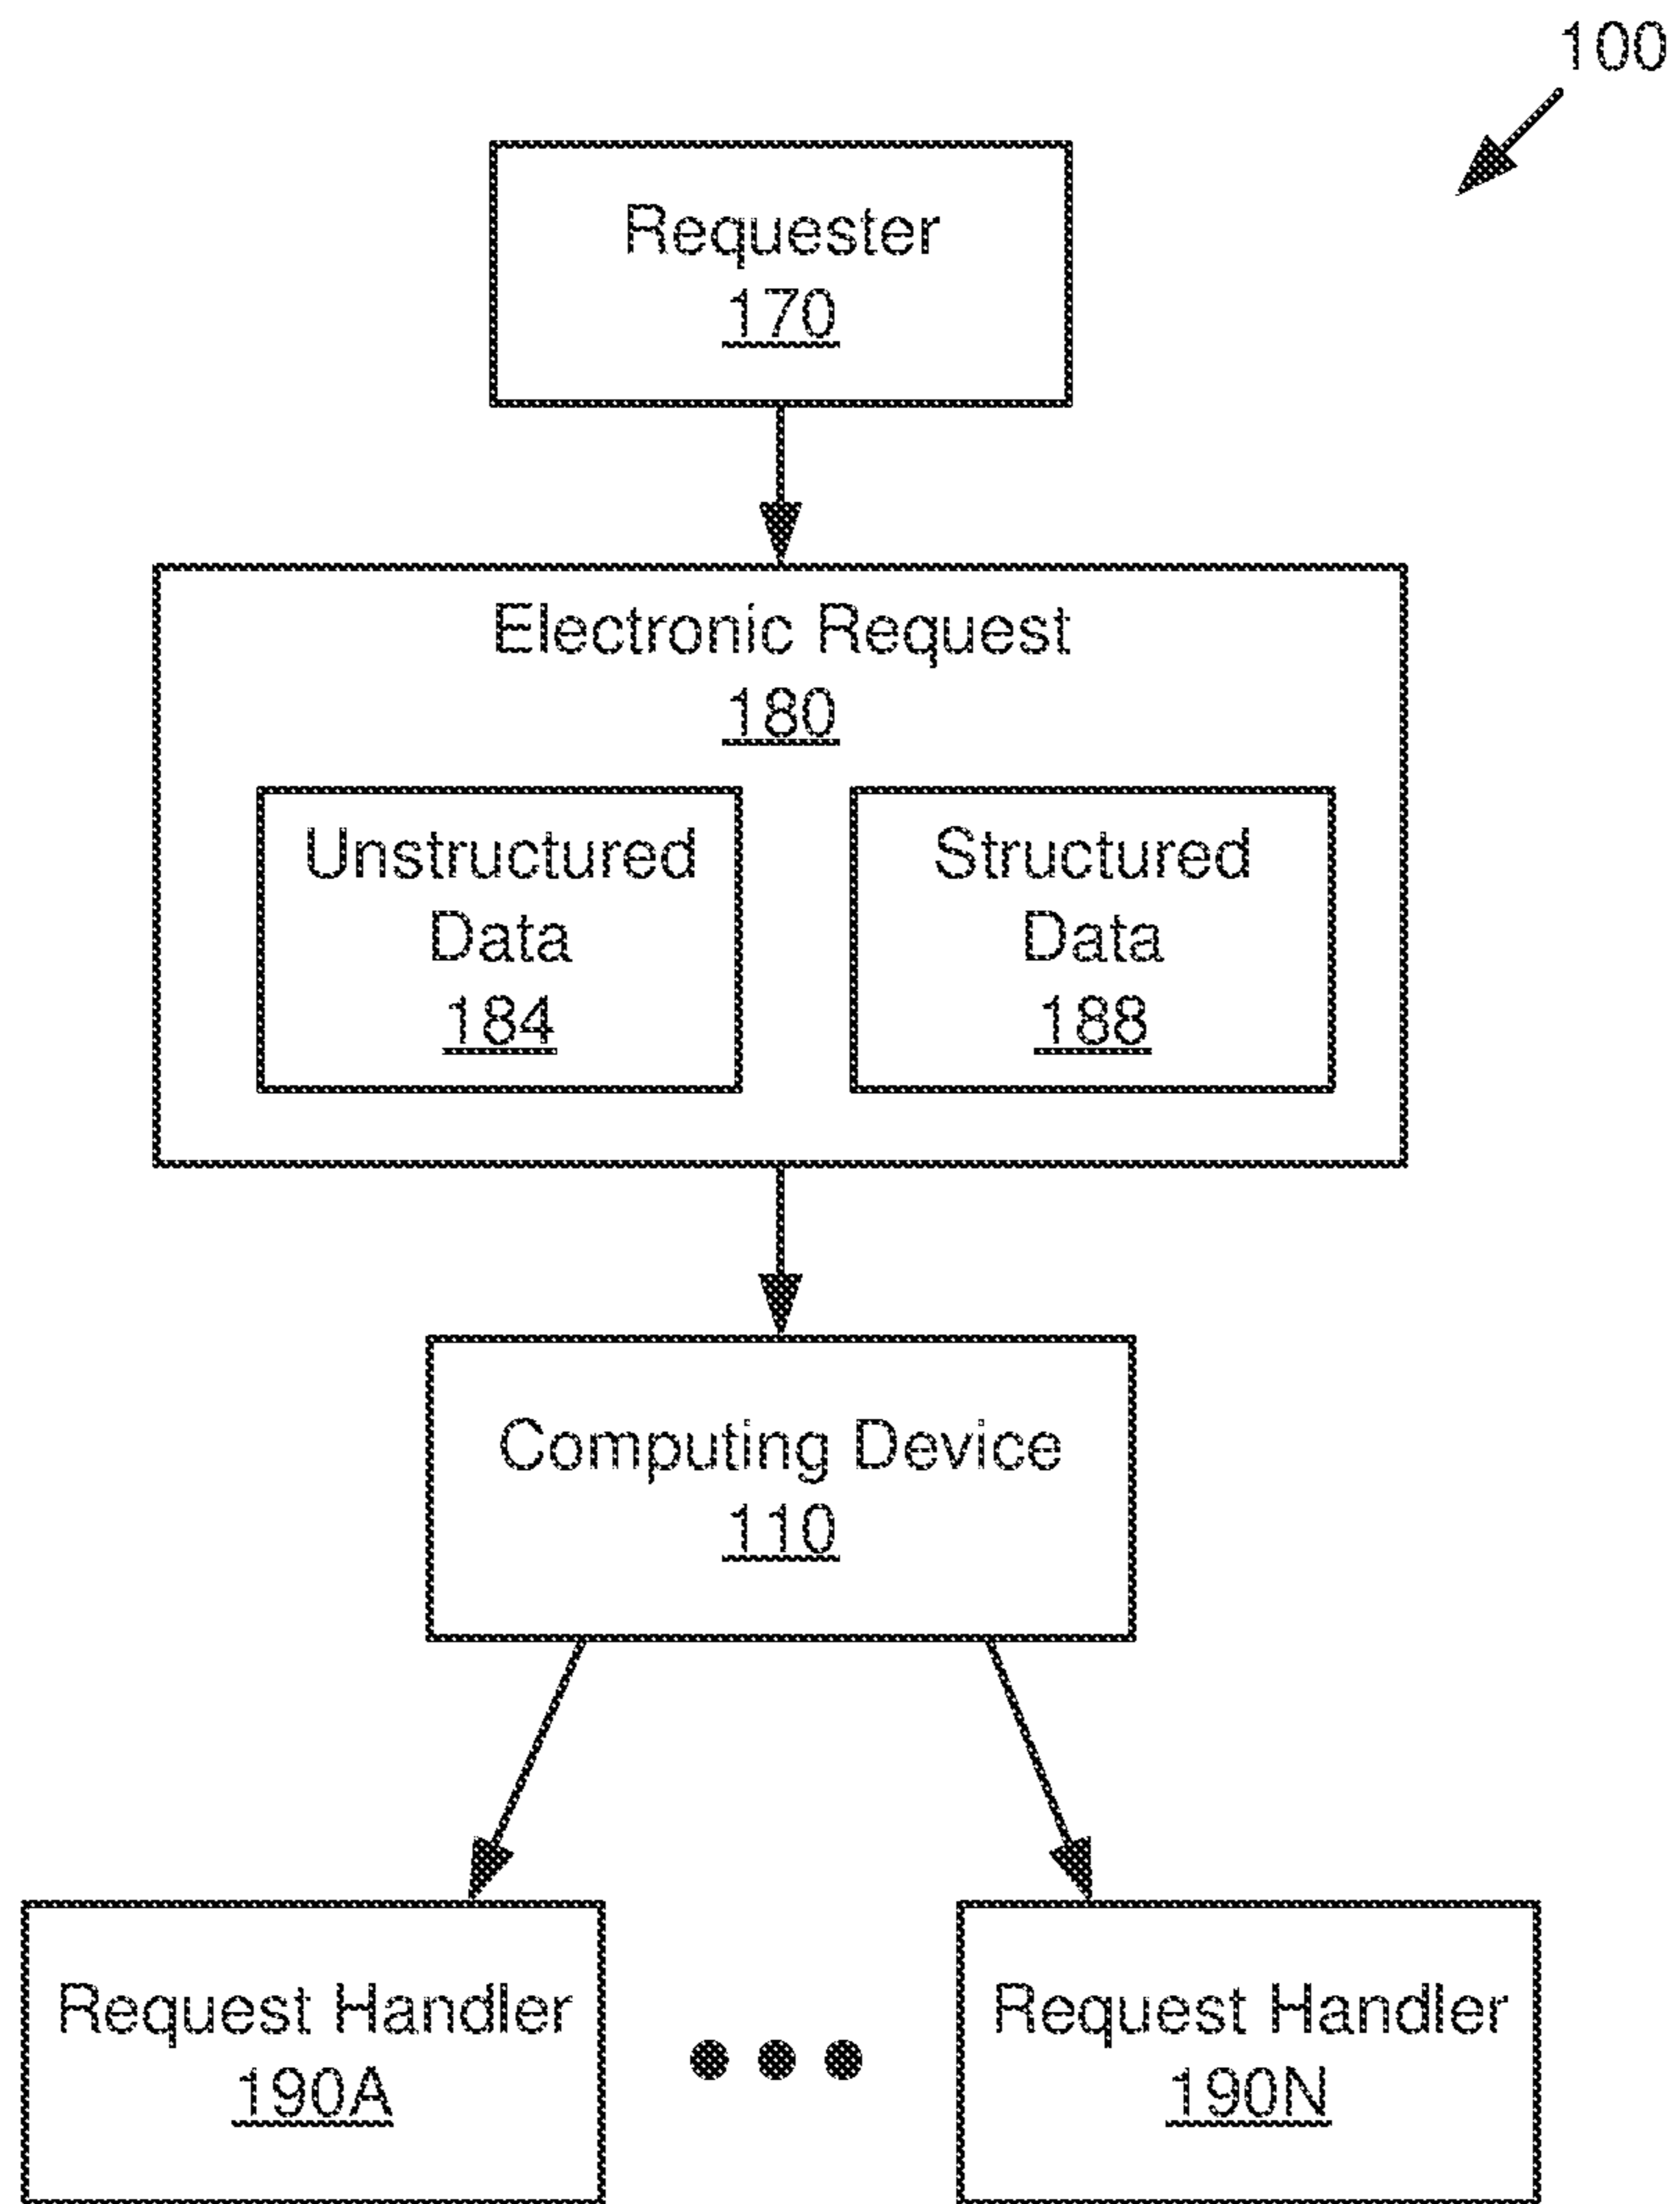 100
Requester
170
Electronic Request
180
Unstructured
Data
184
Structured
Data
188
Computing Device
110
Request Handler
190A
Request Handler
190N